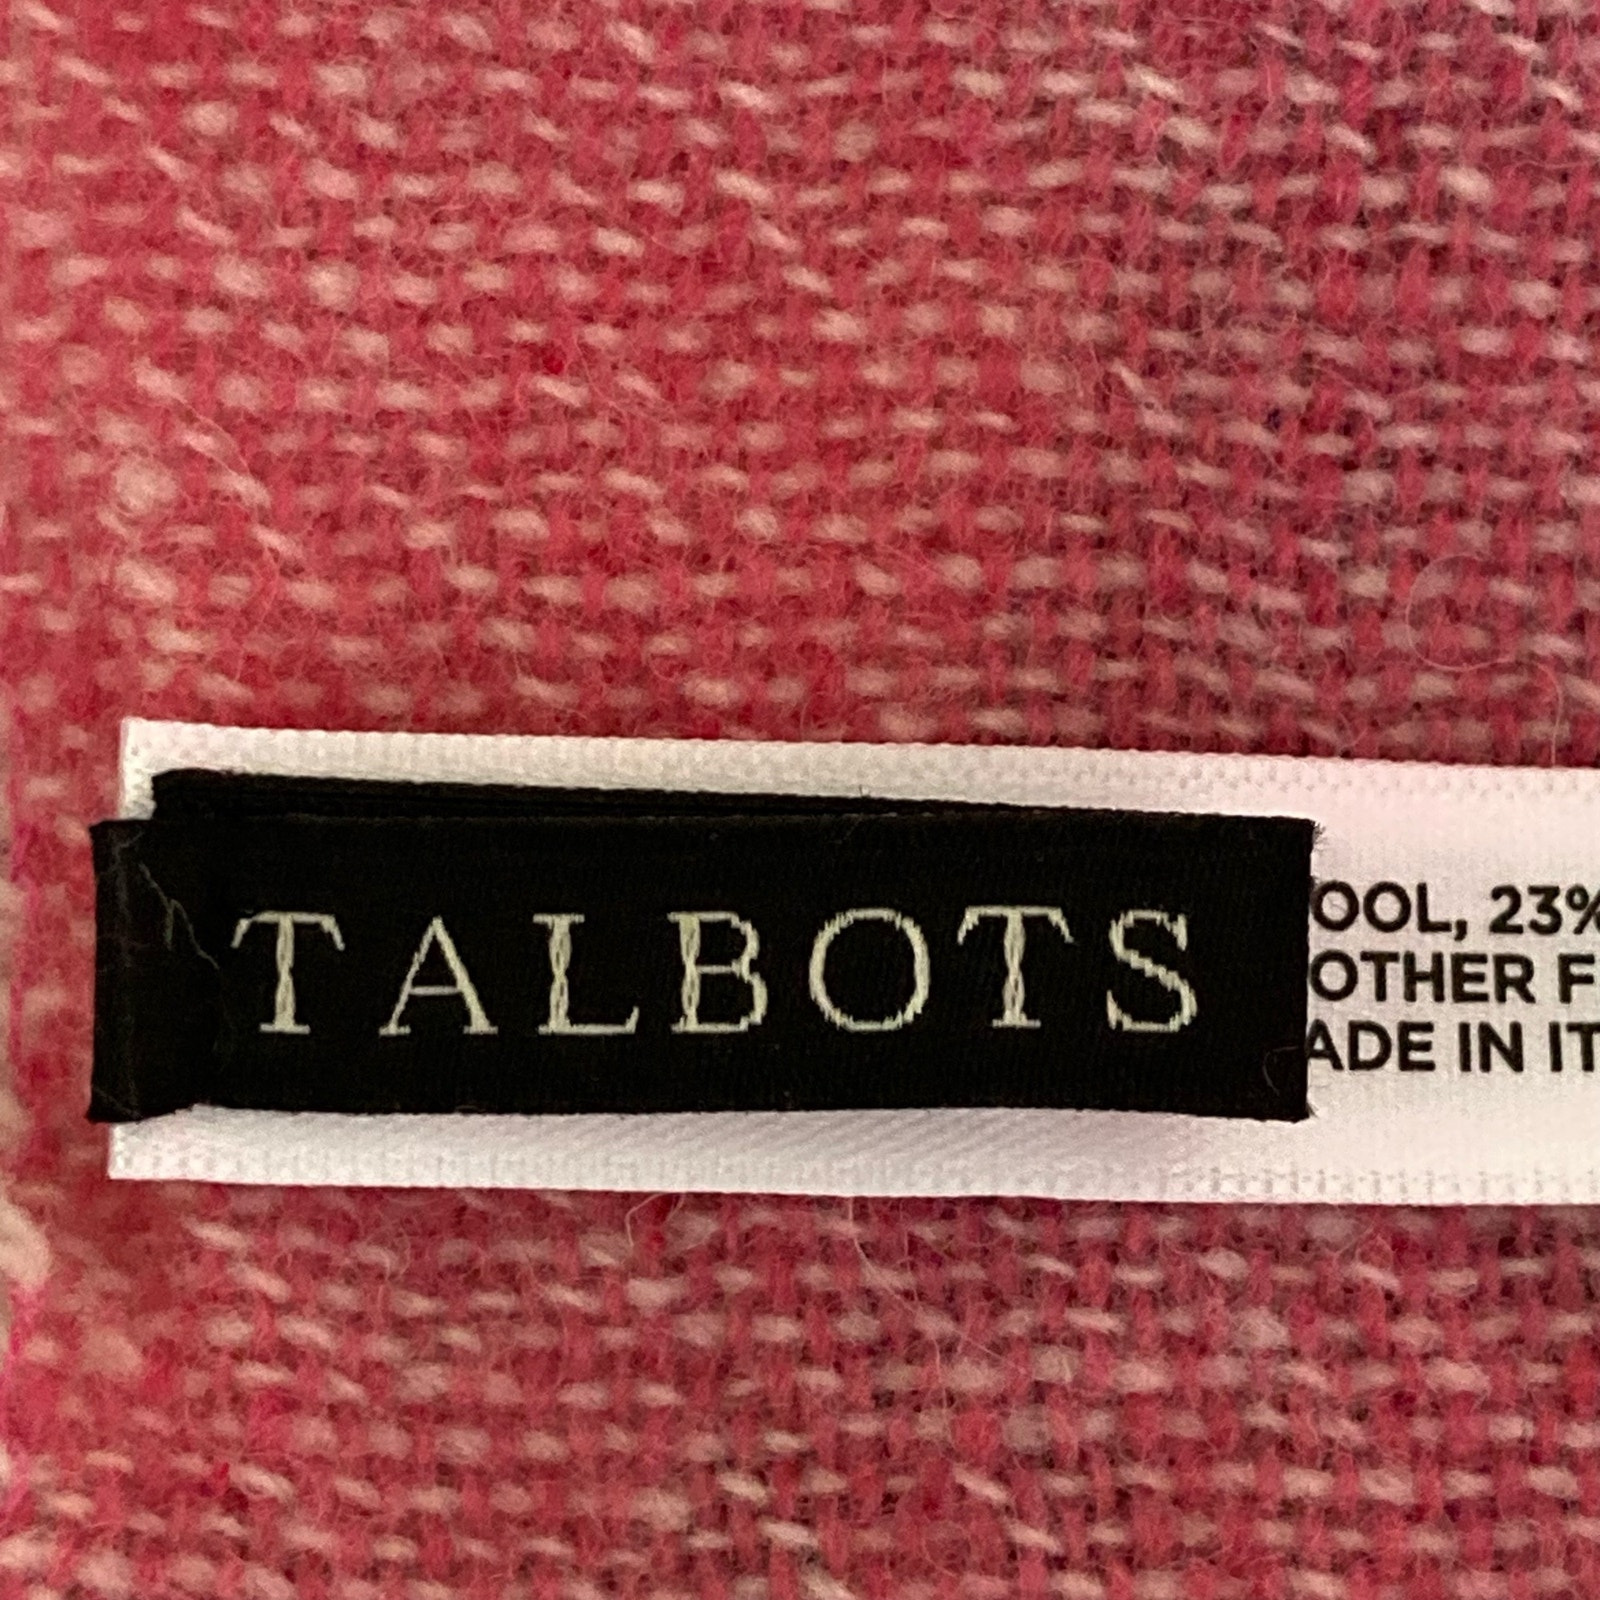 TALBOTS
OOL, 23%
OTHER F
ADE IN IT